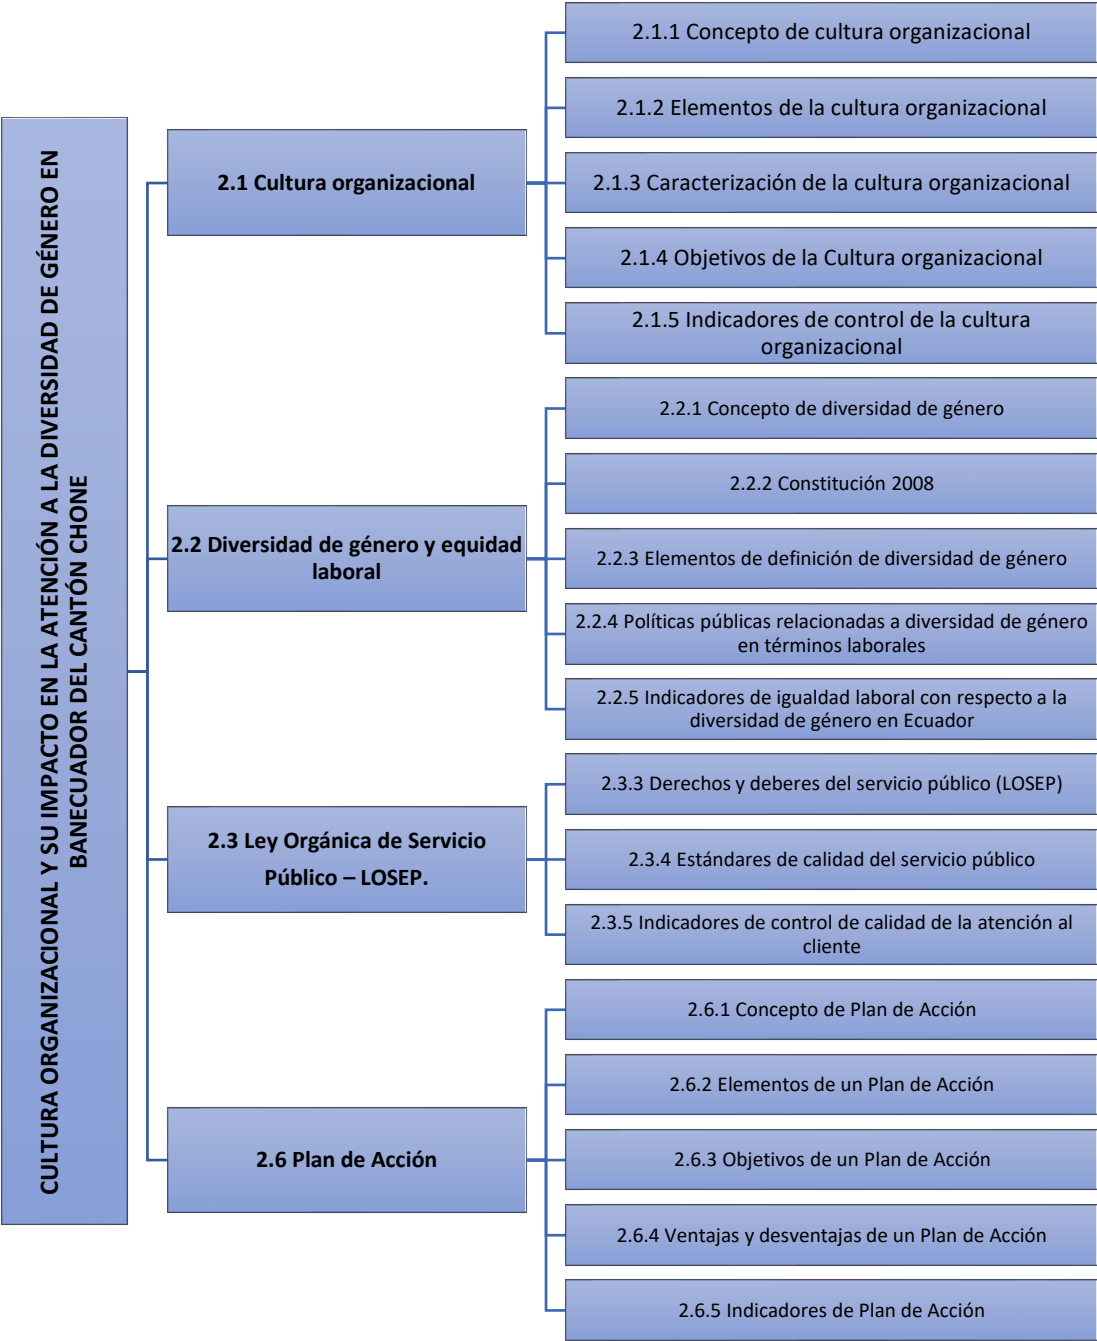 CULTURA ORGANIZACIONAL Y SU IMPACTO EN LA ATENCIÓN A LA DIVERSIDAD DE GÉNERO EN
BANECUADOR DEL CANTÓN CHONE
2.1 Cultura organizacional
2.1.1 Concepto de cultura organizacional
2.1.2 Elementos de la cultura organizacional
2.1.3 Caracterización de la cultura organizacional
2.1.4 Objetivos de la Cultura organizacional
2.1.5 Indicadores de control de la cultura
organizacional
2.2 Diversidad de género y equidad
laboral
2.2.1 Concepto de diversidad de género
2.2.2 Constitución 2008
2.2.3 Elementos de definición de diversidad de género
2.2.4 Políticas públicas relacionadas a diversidad de género
en términos laborales
2.2.5 Indicadores de igualdad laboral con respecto a la
diversidad de género en Ecuador
2.3 Ley Orgánica de Servicio
Público – LOSEP.
2.3.3 Derechos y deberes del servicio público (LOSEP)
2.3.4 Estándares de calidad del servicio público
2.3.5 Indicadores de control de calidad de la atención al
cliente
2.6 Plan de Acción
2.6.1 Concepto de Plan de Acción
2.6.2 Elementos de un Plan de Acción
2.6.3 Objetivos de un Plan de Acción
2.6.4 Ventajas y desventajas de un Plan de Acción
2.6.5 Indicadores de Plan de Acción